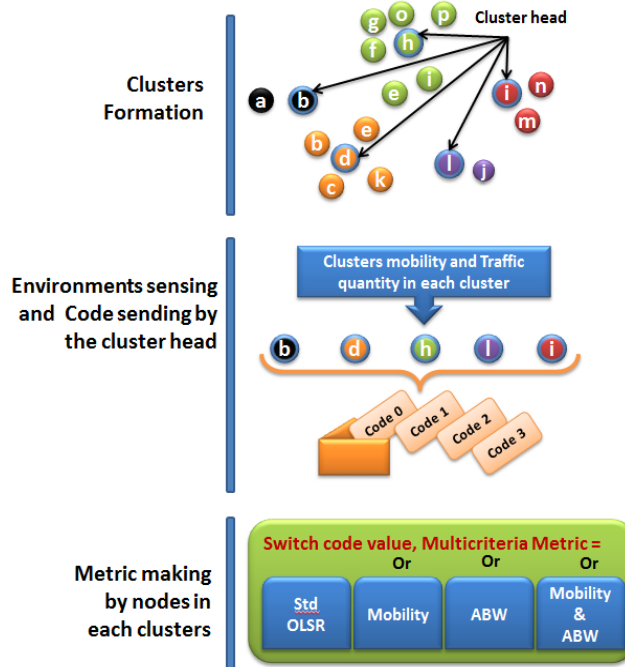 Cluster head
g o p
f h
Clusters
Formation
a b
e i
i n
m
b e
d
c k
l j
Clusters mobility and Traffic
quantity in each cluster
Environments sensing
and Code sending by
the cluster head
b d h l i
Code 0
Code 1
Code 2
Code 3
Switch code value, Multicriteria Metric =
Or Or Or
Metric making
by nodes in
each clusters
Std
OLSR
Mobility
ABW
Mobility
&
ABW